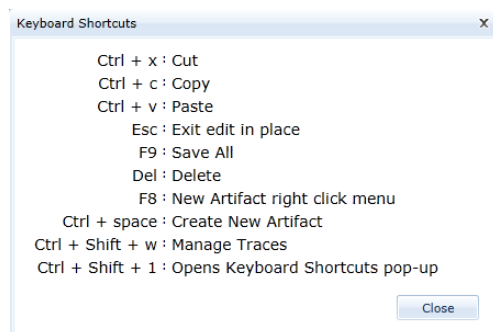 Keyboard Shortcuts x
Ctrl + x : Cut
Ctrl + c : Copy
Ctrl + v : Paste
Esc : Exit edit in place
F9 : Save All
Del : Delete
F8 : New Artifact right click menu
Ctrl + space : Create New Artifact
Ctrl + Shift + w : Manage Traces
Ctrl + Shift + 1 : Opens Keyboard Shortcuts pop-up
Close